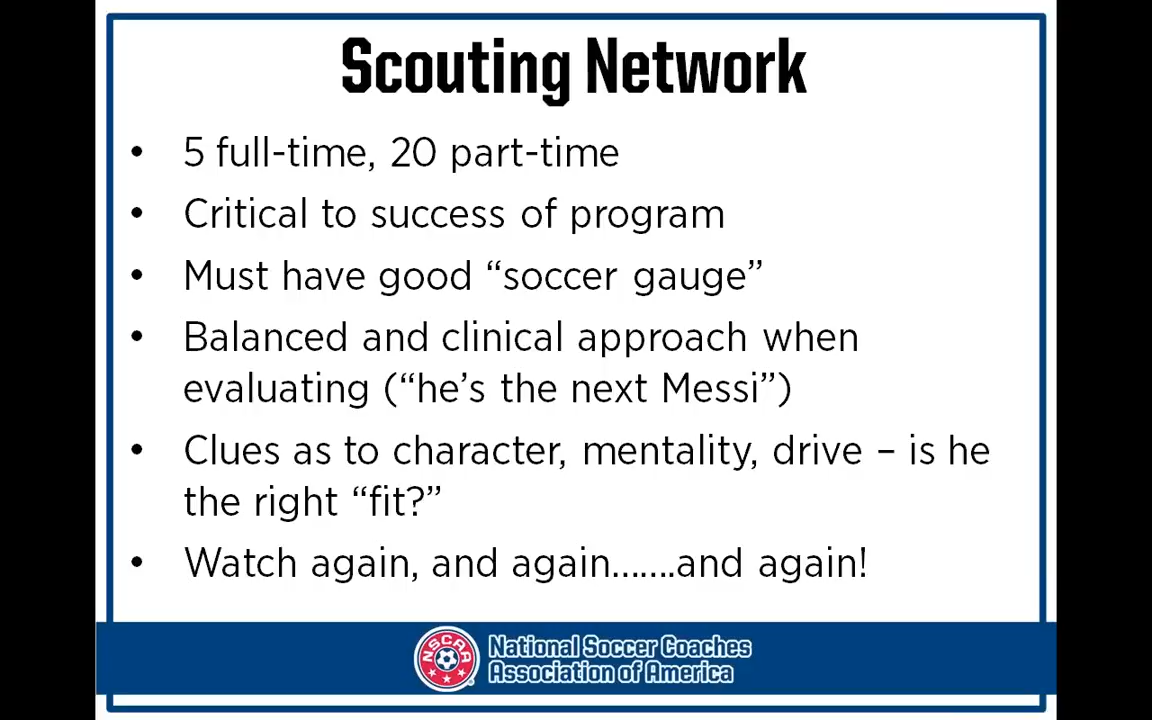 Scouting Network
• 5 full-time, 20 part-time
• Critical to success of program
• Must have good “soccer gauge”
• Balanced and clinical approach when
evaluating (“he’s the next Messi”)
• Clues as to character, mentality, drive – is he
the right “fit?”
• Watch again, and again…….and again!
NSCAA
National Soccer Coaches
Association of America